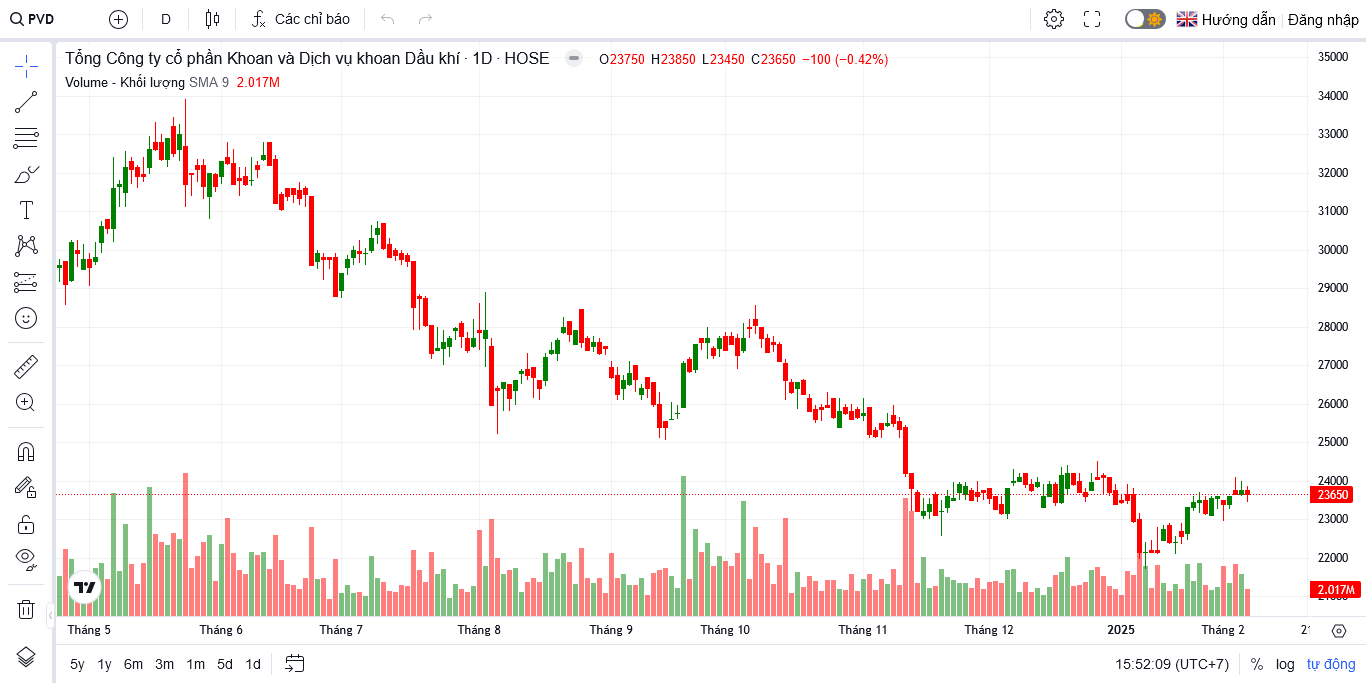 PVD D Các chỉ báo Hướng dẫn Đăng nhập
Tổng Công ty cổ phần Khoan và Dịch vụ khoan Dầu khí · 1D · HOSE O23750 H23850 L23450 C23650 −100 (−0.42%)
Volume - Khối lượng SMA 9 2.017M
35000
34000
33000
32000
31000
30000
29000
28000
27000
26000
25000
24000
23650
23000
22000
2.017M
Tháng 5 Tháng 6 Tháng 7 Tháng 8 Tháng 9 Tháng 10 Tháng 11 Tháng 12 2025 Tháng 2
5y 1y 6m 3m 1m 5d 1d 15:52:09 (UTC+7) % log tự động